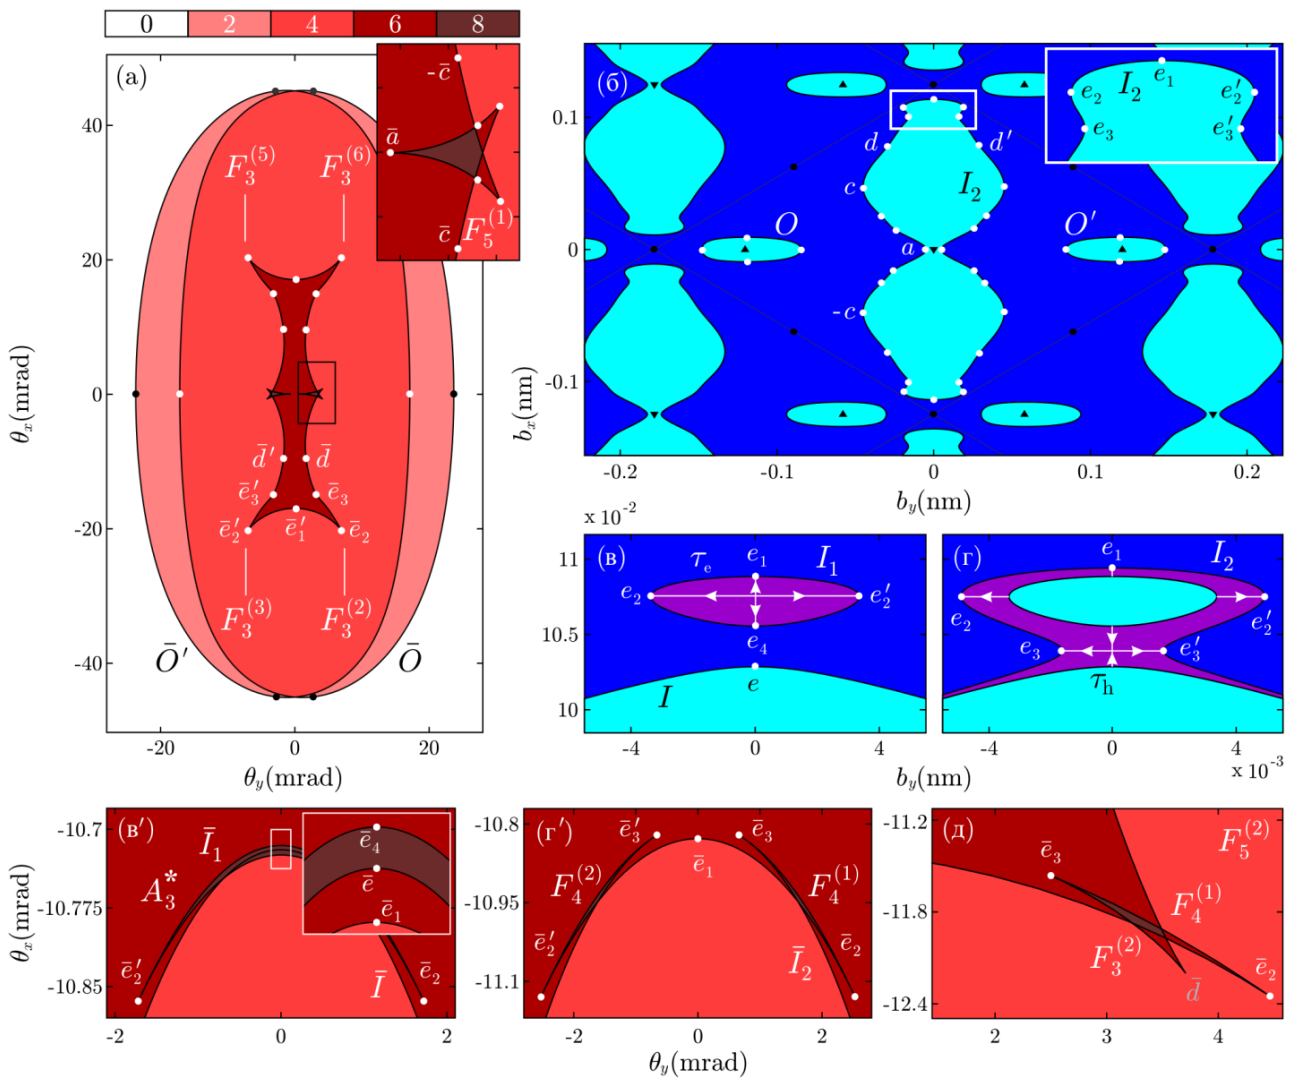 0 2 4 6 8
(а)
40
20
0
-20
-40
θₓ(mrad)
F₃⁽⁵⁾ F₃⁽⁶⁾
d̄′ d̄
ē₃′ ē₃
ē₂′ ē₁′ ē₂
F₃⁽³⁾ F₃⁽²⁾
Ō′ Ō
-20 0 20
θᵧ(mrad)
-c̄
ā
c̄ F₅⁽¹⁾
(б)
0.1
0
-0.1
bₓ(nm)
d d′
c I₂
O O′
a
-c
I₂ e₁
e₂ e₂′
e₃ e₃′
-0.2 -0.1 0 0.1 0.2
bᵧ(nm)
x 10⁻²
11
10.5
10
(в) τₑ e₁ I₁
e₂ e₂′
e₄
I e
-4 0 4
(г) e₁ I₂
e₂ e₂′
e₃ e₃′
τₕ
-4 0 4
bᵧ(nm) x 10⁻³
(в′)
-10.7
-10.775
-10.85
θₓ(mrad)
Ī₁
A₃*
ē₂′ ē₂
Ī
ē₄
ē
ē₁
-2 0 2
(г′)
-10.8
-10.95
-11.1
ē₃′ ē₃
ē₁
F₄⁽²⁾ F₄⁽¹⁾
ē₂′ ē₂
Ī₂
-2 0 2
θᵧ(mrad)
(д)
-11.2
-11.8
-12.4
F₅⁽²⁾
ē₃
F₄⁽¹⁾
F₃⁽²⁾
d̄ ē₂
2 3 4